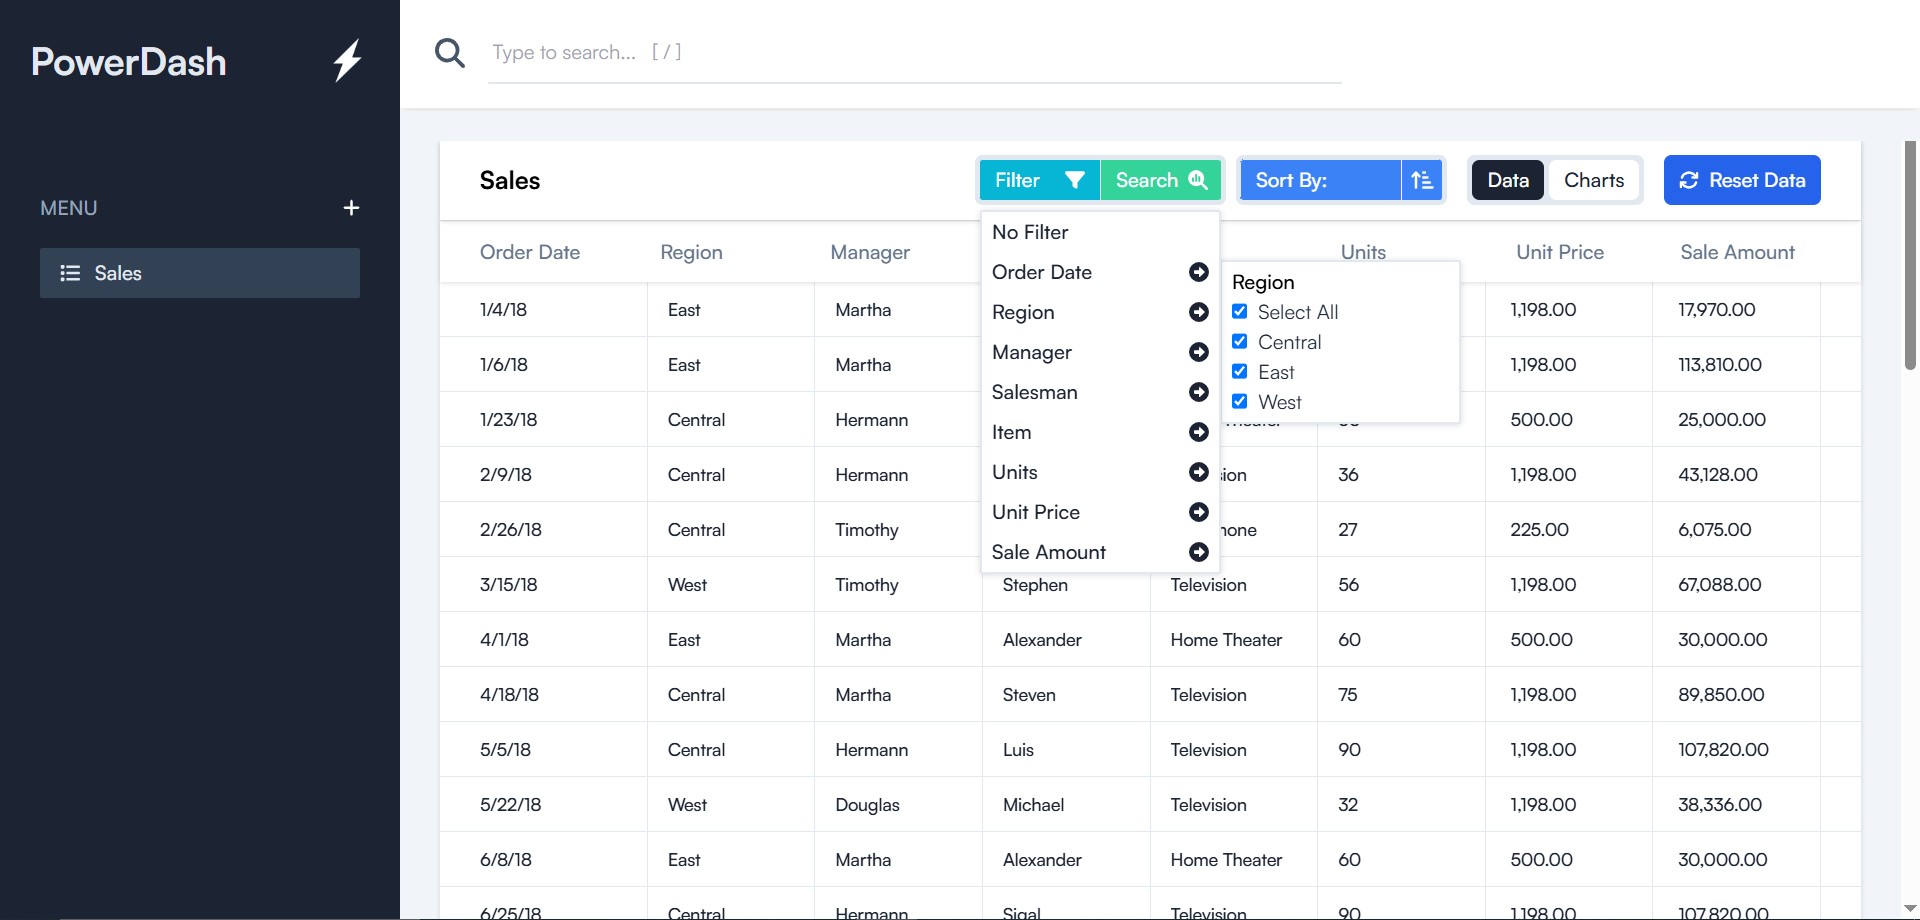 PowerDash
Type to search... [ / ]
MENU +
Sales
Sales
Filter Search Sort By: Data Charts Reset Data
No Filter
Order Date
Region
Manager
Salesman
Item
Units
Unit Price
Sale Amount
Region
Select All
Central
East
West
Order Date Region Manager Units Unit Price Sale Amount
1/4/18 East Martha 1,198.00 17,970.00
1/6/18 East Martha 1,198.00 113,810.00
1/23/18 Central Hermann 500.00 25,000.00
2/9/18 Central Hermann 36 1,198.00 43,128.00
2/26/18 Central Timothy 27 225.00 6,075.00
3/15/18 West Timothy Stephen Television 56 1,198.00 67,088.00
4/1/18 East Martha Alexander Home Theater 60 500.00 30,000.00
4/18/18 Central Martha Steven Television 75 1,198.00 89,850.00
5/5/18 Central Hermann Luis Television 90 1,198.00 107,820.00
5/22/18 West Douglas Michael Television 32 1,198.00 38,336.00
6/8/18 East Martha Alexander Home Theater 60 500.00 30,000.00
6/25/18 Central Hermann Sigal Television 90 1,198.00 107,820.00